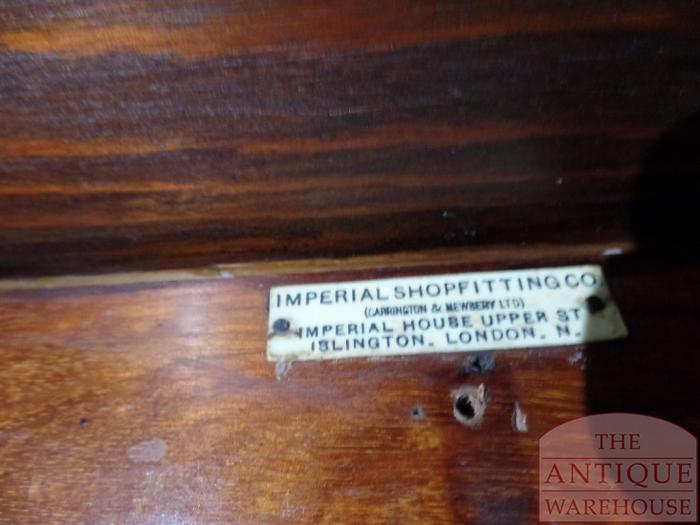 IMPERIAL SHOPFITTING CO
(CARRINGTON & NEWBERY LTD)
IMPERIAL HOUSE UPPER ST
ISLINGTON. LONDON. N.
THE
ANTIQUE
WAREHOUSE